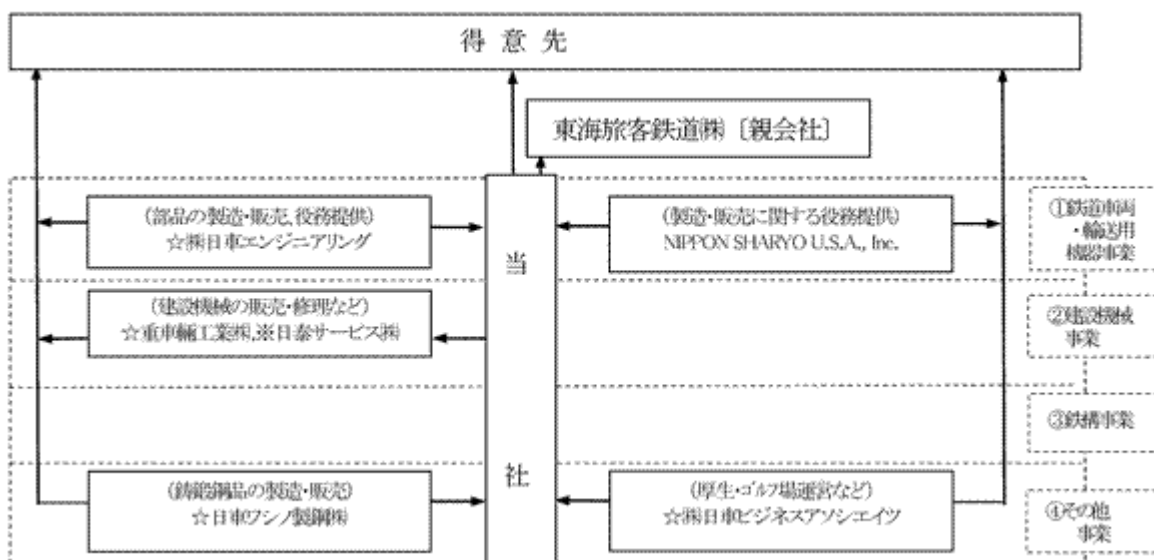 得意先
東海旅客鉄道㈱〔親会社〕
(部品の製造・販売、役務提供)
☆㈱日車エンジニアリング
(製造・販売に関する役務提供)
NIPPON SHARYO U.S.A., Inc.
①鉄道車両
・輸送用
機器事業
当
社
(建設機械の販売・修理など)
☆重車輛工業㈱,※日泰サービス㈱
②建設機械
事業
③鉄構事業
(鋳鍛鋼品の製造・販売)
☆日車ワシノ製鋼㈱
(厚生・ゴルフ場運営など)
☆㈱日車ビジネスアソシエイツ
④その他
事業